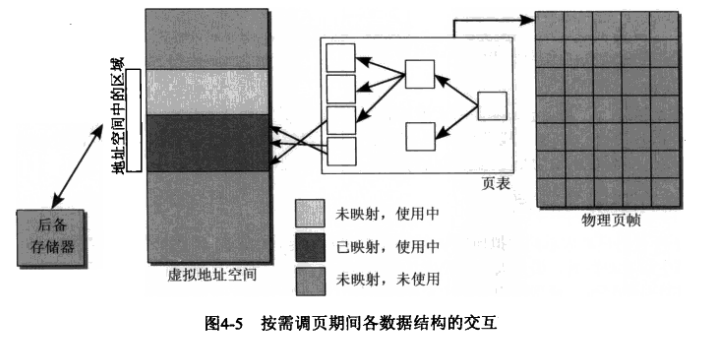 地址空间中的区域
后备
存储器
虚拟地址空间
页表
物理页帧
未映射，使用中
已映射，使用中
未映射，未使用
图4-5 按需调页期间各数据结构的交互